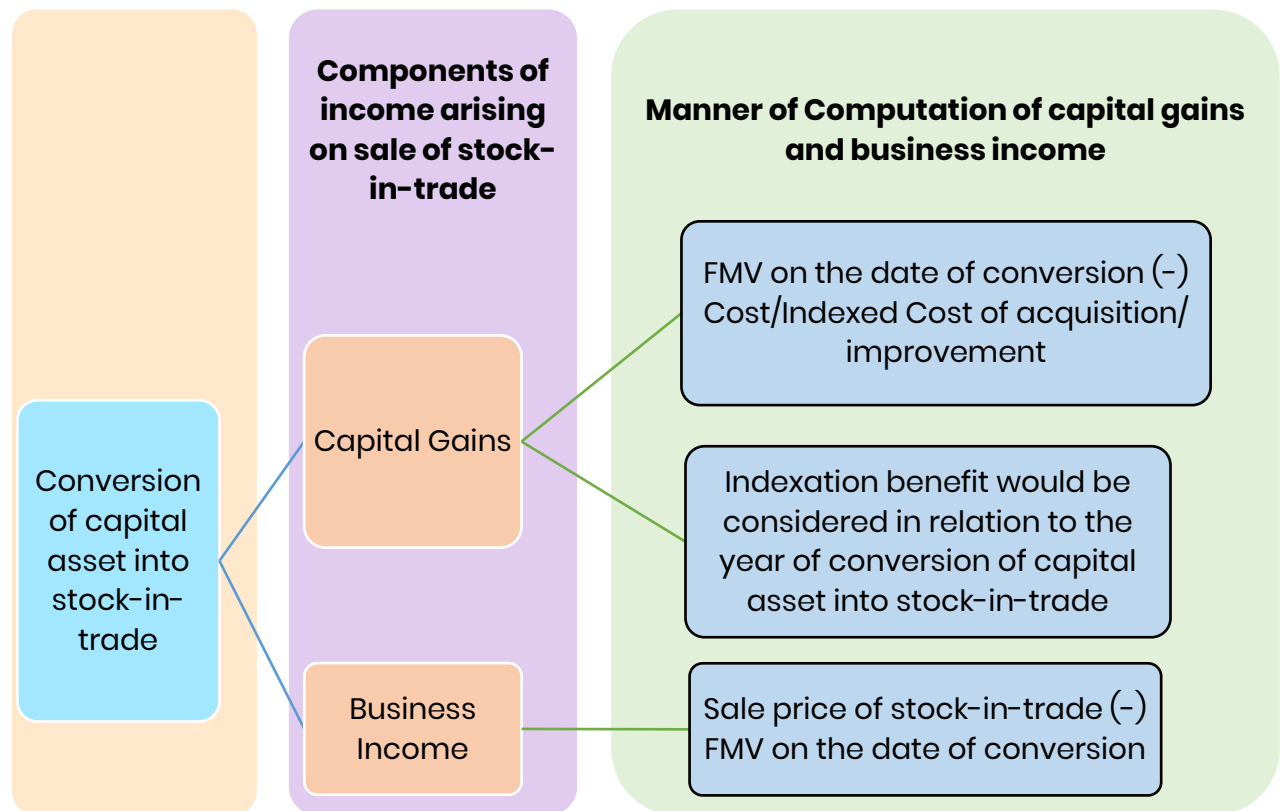 Components of
income arising
on sale of stock-
in-trade
Manner of Computation of capital gains
and business income
Conversion
of capital
asset into
stock-in-
trade
Capital Gains
FMV on the date of conversion (-)
Cost/Indexed Cost of acquisition/
improvement
Indexation benefit would be
considered in relation to the
year of conversion of capital
asset into stock-in-trade
Business
Income
Sale price of stock-in-trade (-)
FMV on the date of conversion